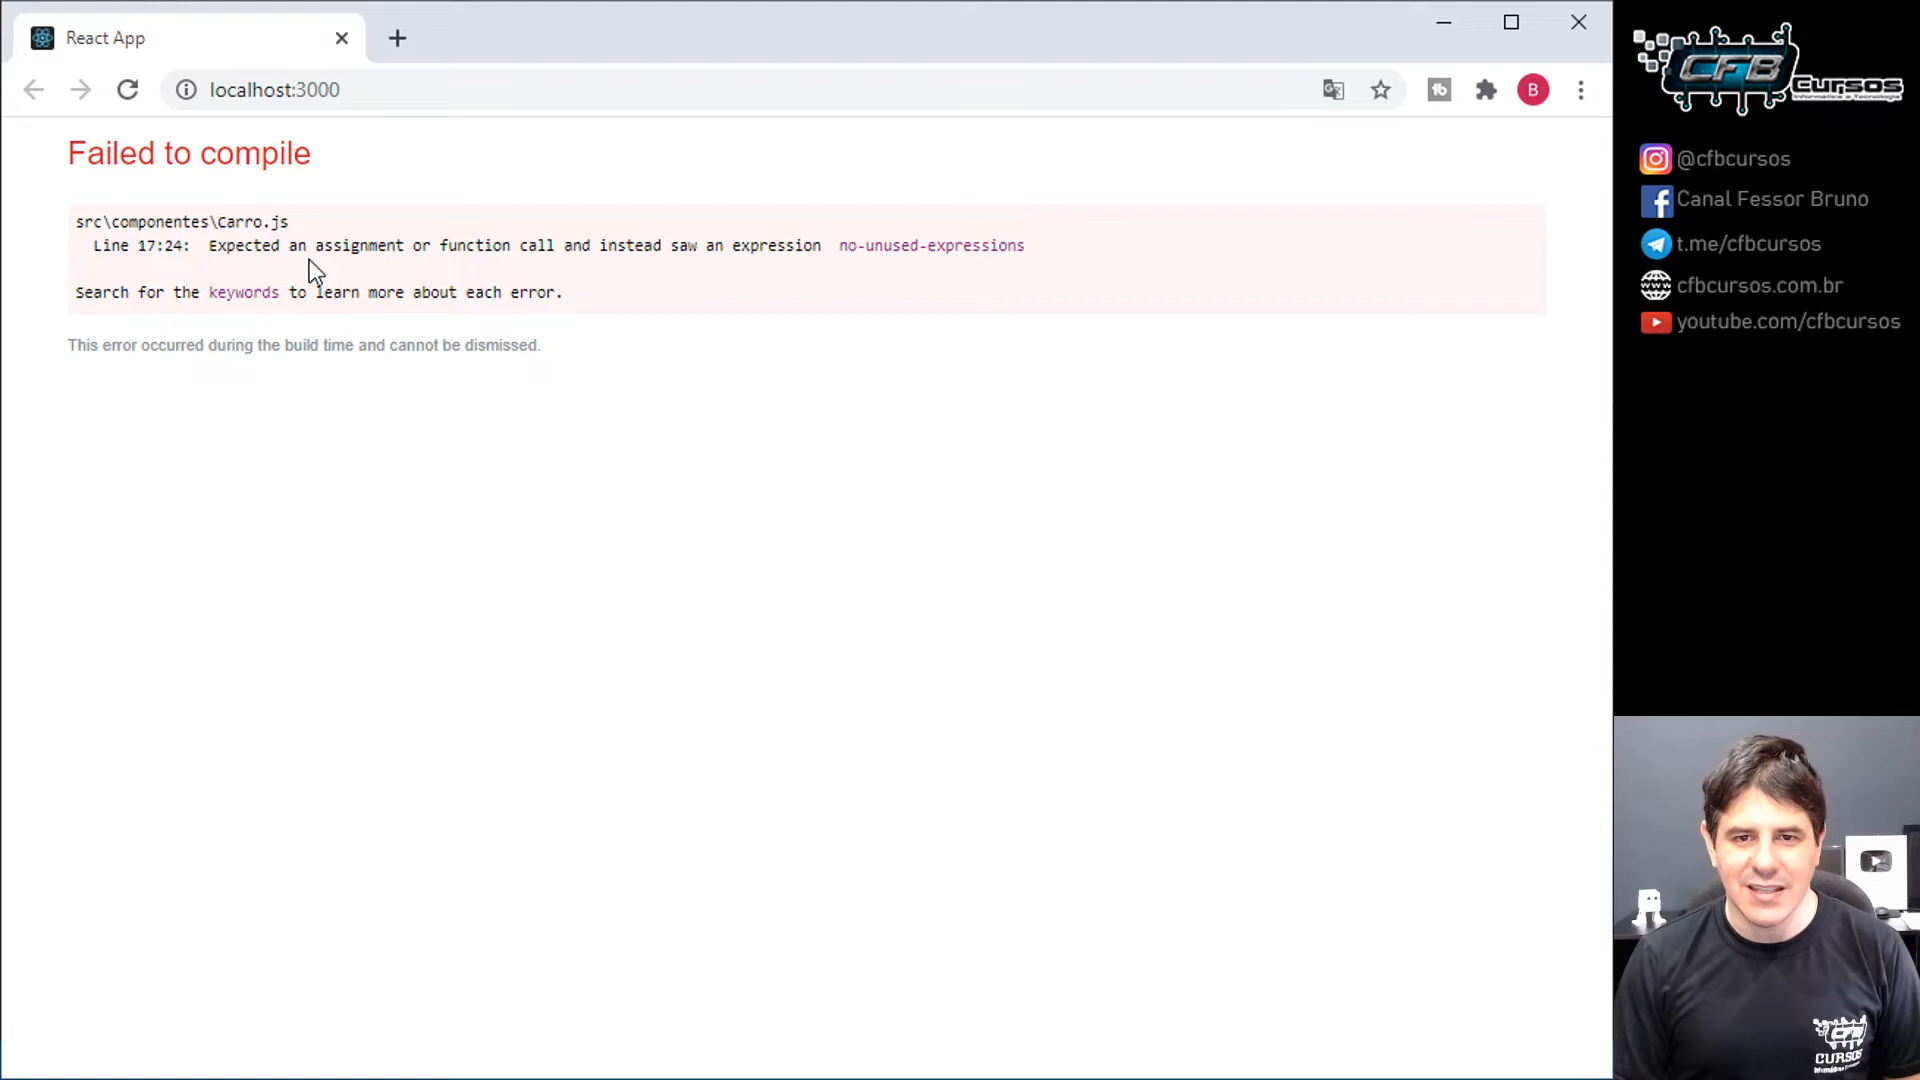 React App
localhost:3000
B
Failed to compile
src\componentes\Carro.js
Line 17:24: Expected an assignment or function call and instead saw an expression no-unused-expressions
Search for the keywords to learn more about each error.
This error occurred during the build time and cannot be dismissed.
CFB
Cursos
Informática e Tecnologia
@cfbcursos
Canal Fessor Bruno
t.me/cfbcursos
cfbcursos.com.br
youtube.com/cfbcursos
CFB
CURSOS